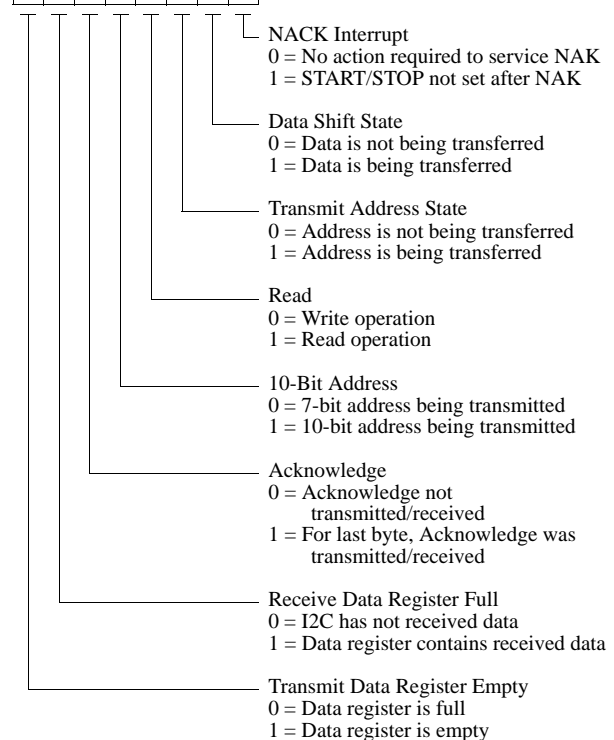 NACK Interrupt
0 = No action required to service NAK
1 = START/STOP not set after NAK
Data Shift State
0 = Data is not being transferred
1 = Data is being transferred
Transmit Address State
0 = Address is not being transferred
1 = Address is being transferred
Read
0 = Write operation
1 = Read operation
10-Bit Address
0 = 7-bit address being transmitted
1 = 10-bit address being transmitted
Acknowledge
0 = Acknowledge not
transmitted/received
1 = For last byte, Acknowledge was
transmitted/received
Receive Data Register Full
0 = I2C has not received data
1 = Data register contains received data
Transmit Data Register Empty
0 = Data register is full
1 = Data register is empty